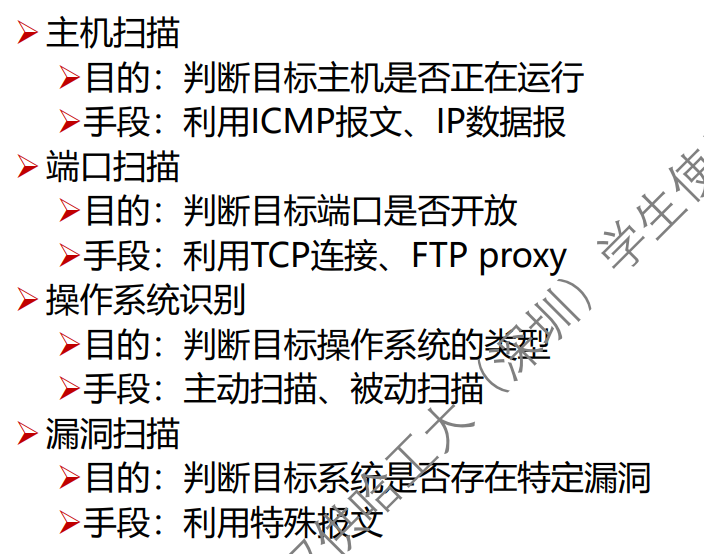 主机扫描
目的：判断目标主机是否正在运行
手段：利用ICMP报文、IP数据报
端口扫描
目的：判断目标端口是否开放
手段：利用TCP连接、FTP proxy
操作系统识别
目的：判断目标操作系统的类型
手段：主动扫描、被动扫描
漏洞扫描
目的：判断目标系统是否存在特定漏洞
手段：利用特殊报文
仅供哈工大（深圳）学生使